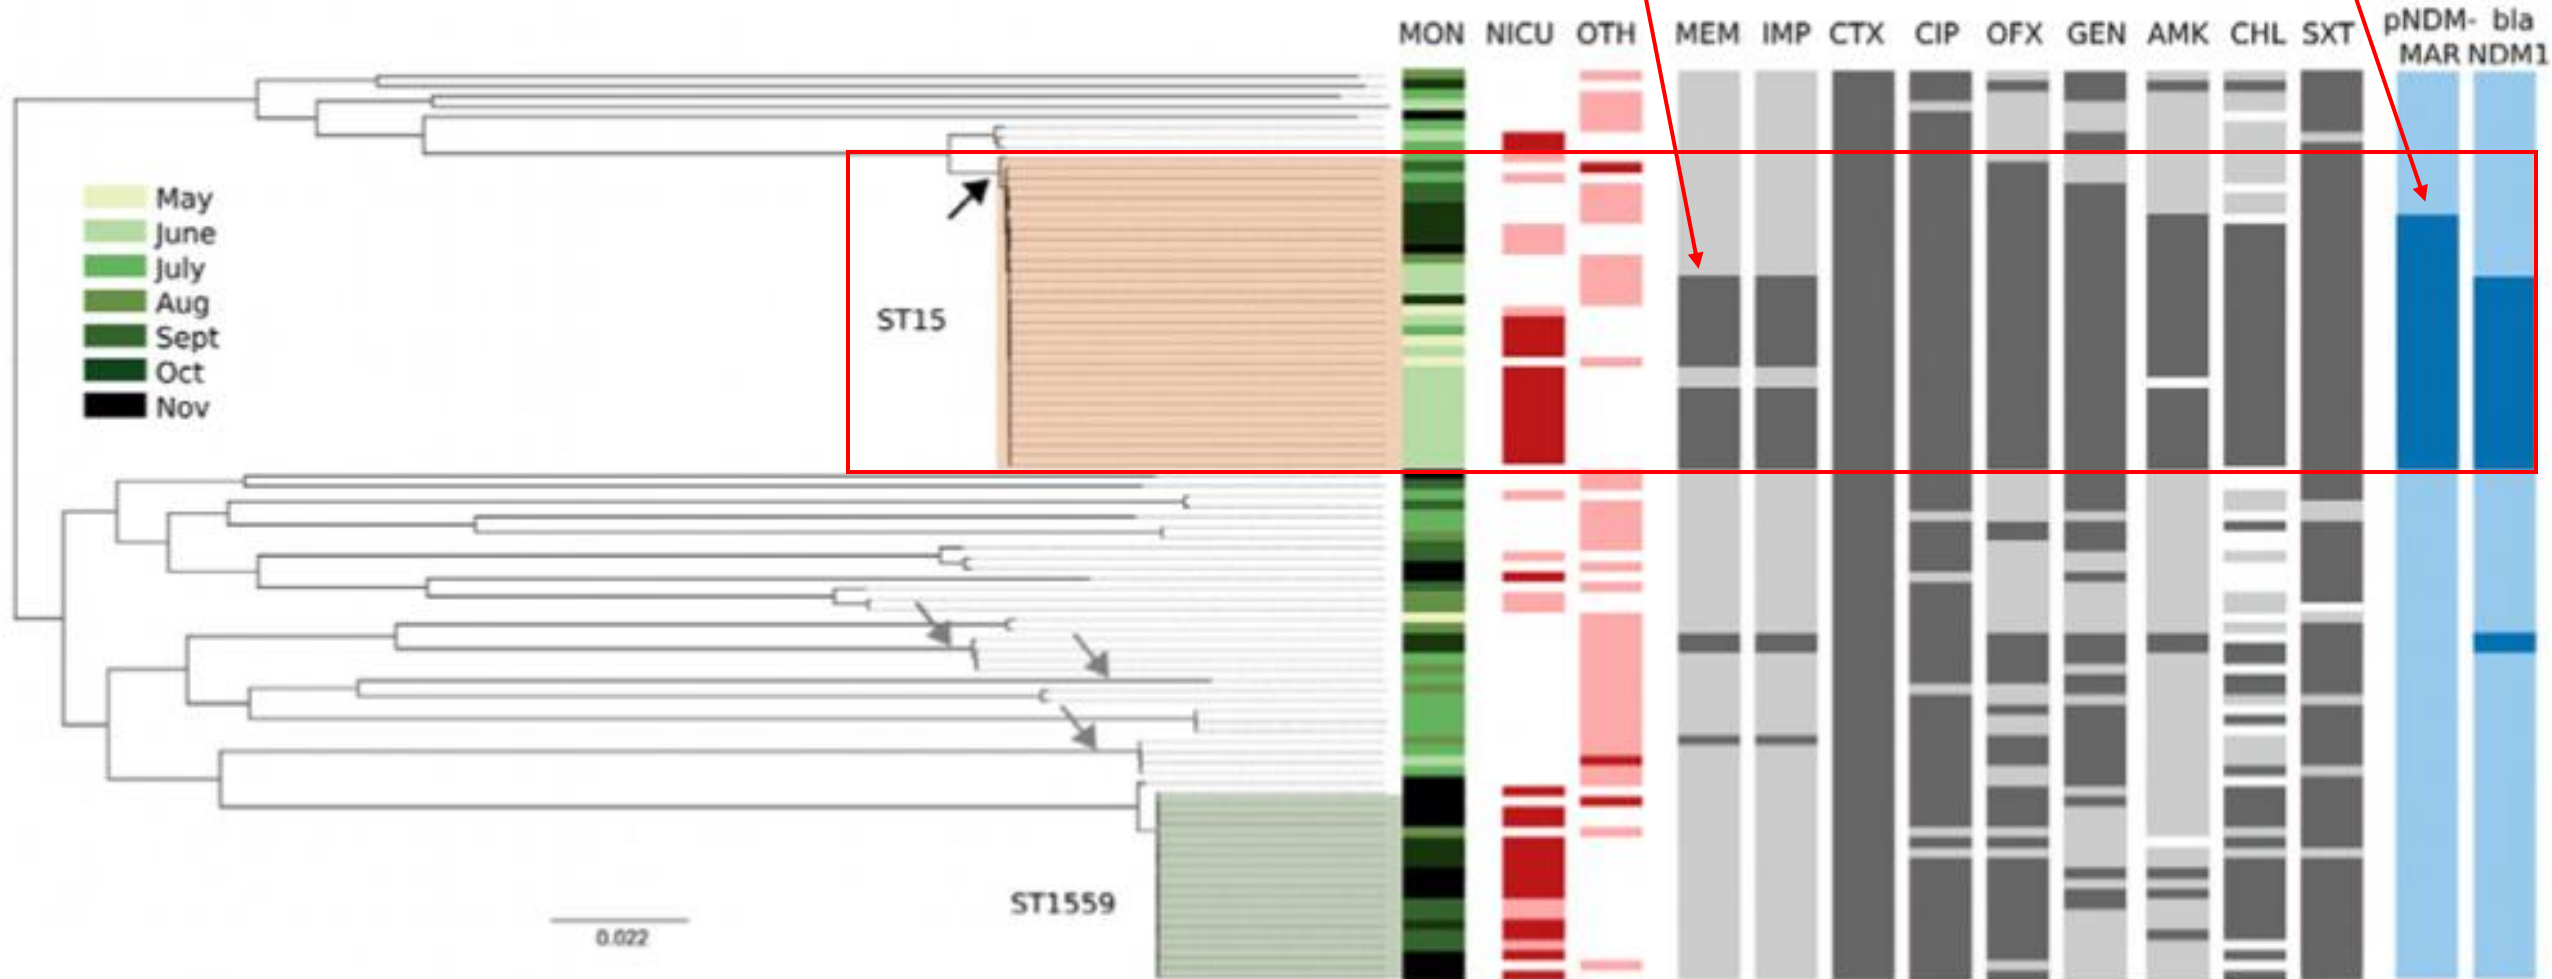 MON NICU OTH MEM IMP CTX CIP OFX GEN AMK CHL SXT pNDM- bla
MAR NDM1
May
June
July
Aug
Sept
Oct
Nov
ST15
ST1559
0.022